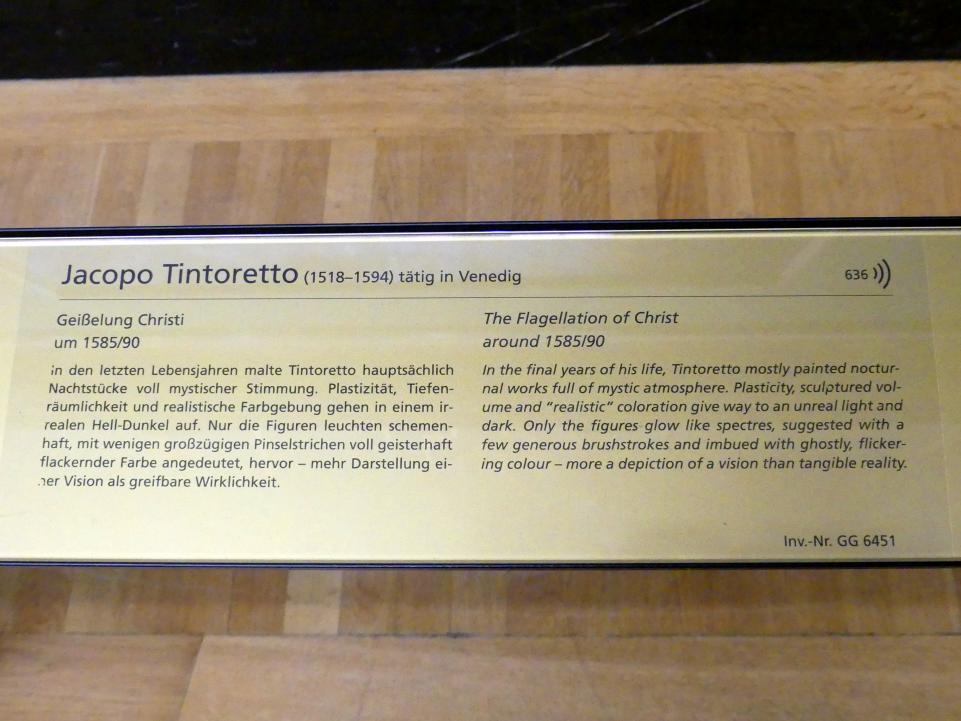 Jacopo Tintoretto (1518–1594) tätig in Venedig
636
Geißelung Christi
um 1585/90
In den letzten Lebensjahren malte Tintoretto hauptsächlich
Nachtstücke voll mystischer Stimmung. Plastizität, Tiefen-
räumlichkeit und realistische Farbgebung gehen in einem ir-
realen Hell-Dunkel auf. Nur die Figuren leuchten schemen-
haft, mit wenigen großzügigen Pinselstrichen voll geisterhaft
flackernder Farbe angedeutet, hervor – mehr Darstellung ei-
ner Vision als greifbare Wirklichkeit.
The Flagellation of Christ
around 1585/90
In the final years of his life, Tintoretto mostly painted noctur-
nal works full of mystic atmosphere. Plasticity, sculptured vol-
ume and “realistic“ coloration give way to an unreal light and
dark. Only the figures glow like spectres, suggested with a
few generous brushstrokes and imbued with ghostly, flicker-
ing colour – more a depiction of a vision than tangible reality.
Inv.-Nr. GG 6451